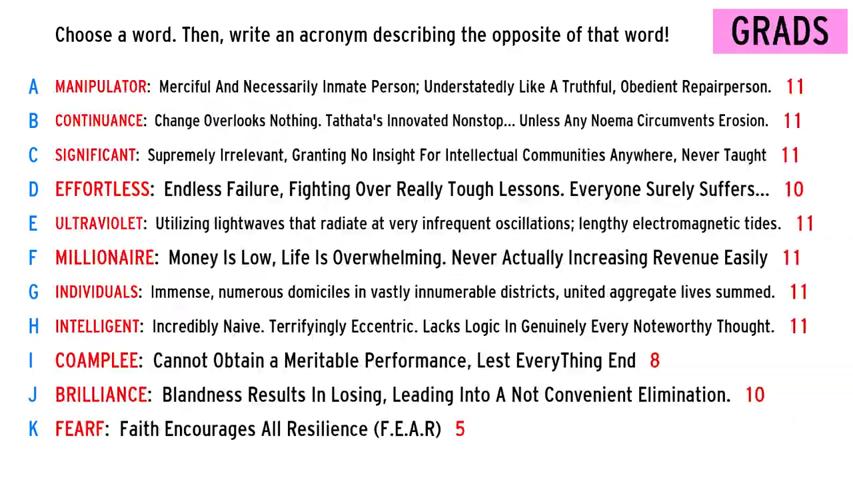 Choose a word. Then, write an acronym describing the opposite of that word!
GRADS
A MANIPULATOR: Merciful And Necessarily Inmate Person; Understatedly Like A Truthful, Obedient Repairperson. 11
B CONTINUANCE: Change Overlooks Nothing. Tathata's Innovated Nonstop... Unless Any Noema Circumvents Erosion. 11
C SIGNIFICANT: Supremely Irrelevant, Granting No Insight For Intellectual Communities Anywhere, Never Taught 11
D EFFORTLESS: Endless Failure, Fighting Over Really Tough Lessons. Everyone Surely Suffers... 10
E ULTRAVIOLET: Utilizing lightwaves that radiate at very infrequent oscillations; lengthy electromagnetic tides. 11
F MILLIONAIRE: Money Is Low, Life Is Overwhelming. Never Actually Increasing Revenue Easily 11
G INDIVIDUALS: Immense, numerous domiciles in vastly innumerable districts, united aggregate lives summed. 11
H INTELLIGENT: Incredibly Naive. Terrifyingly Eccentric. Lacks Logic In Genuinely Every Noteworthy Thought. 11
I COAMPLEE: Cannot Obtain a Meritable Performance, Lest EveryThing End 8
J BRILLIANCE: Blandness Results In Losing, Leading Into A Not Convenient Elimination. 10
K FEARF: Faith Encourages All Resilience (F.E.A.R) 5